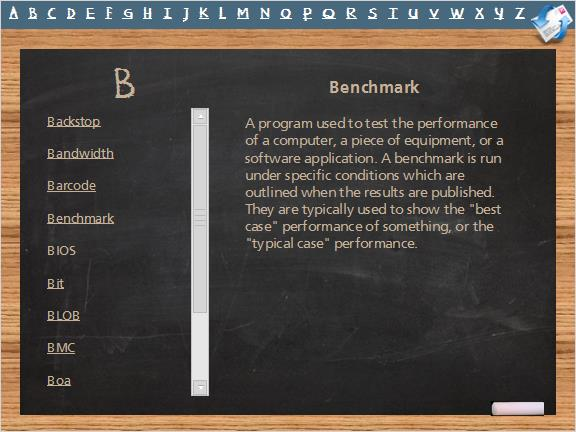 A B C D E F G H I J K L M N O P Q R S T U V W X Y Z
B
Backstop
Bandwidth
Barcode
Benchmark
BIOS
Bit
BLOB
BMC
Boa
Benchmark
A program used to test the performance
of a computer, a piece of equipment, or a
software application. A benchmark is run
under specific conditions which are
outlined when the results are published.
They are typically used to show the "best
case" performance of something, or the
"typical case" performance.